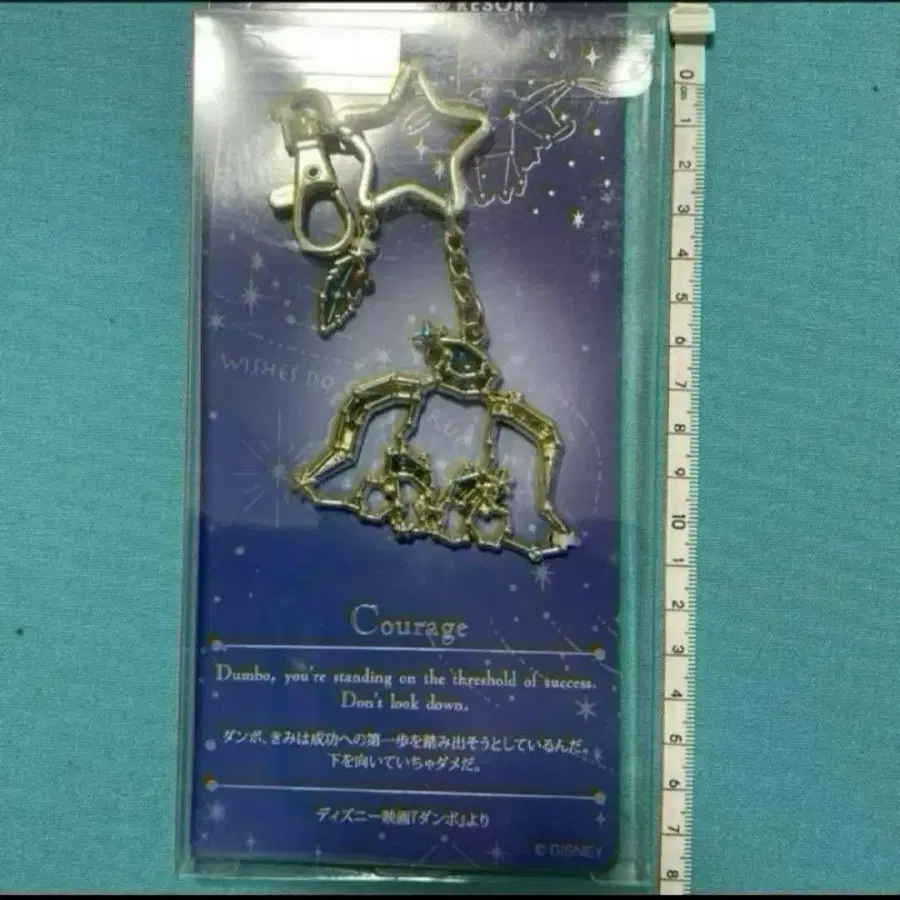 RESORT
WISHES DO
Courage
Dumbo, you're standing on the threshold of success.
Don't look down.
ダンボ、きみは成功への第一歩を踏み出そうとしているんだ。
下を向いていちゃダメだ。
ディズニー映画『ダンボ』より
© DISNEY
0
1
2
3
4
5
6
7
8
9
10
1
2
3
4
5
6
7
8